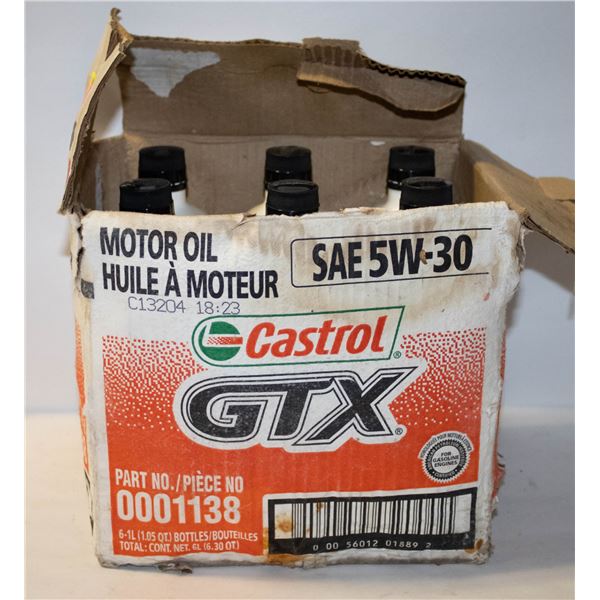 MOTOR OIL
HUILE À MOTEUR
SAE 5W-30
C13204 18:23
Castrol®
GTX®
FOR
GASOLINE
ENGINES
PART NO./PIÈCE NO
0001138
6-1L (1.05 QT.) BOTTLES/BOUTEILLES
TOTAL: CONT. NET. 6L (6.30 QT)
0 00 56012 01889 2